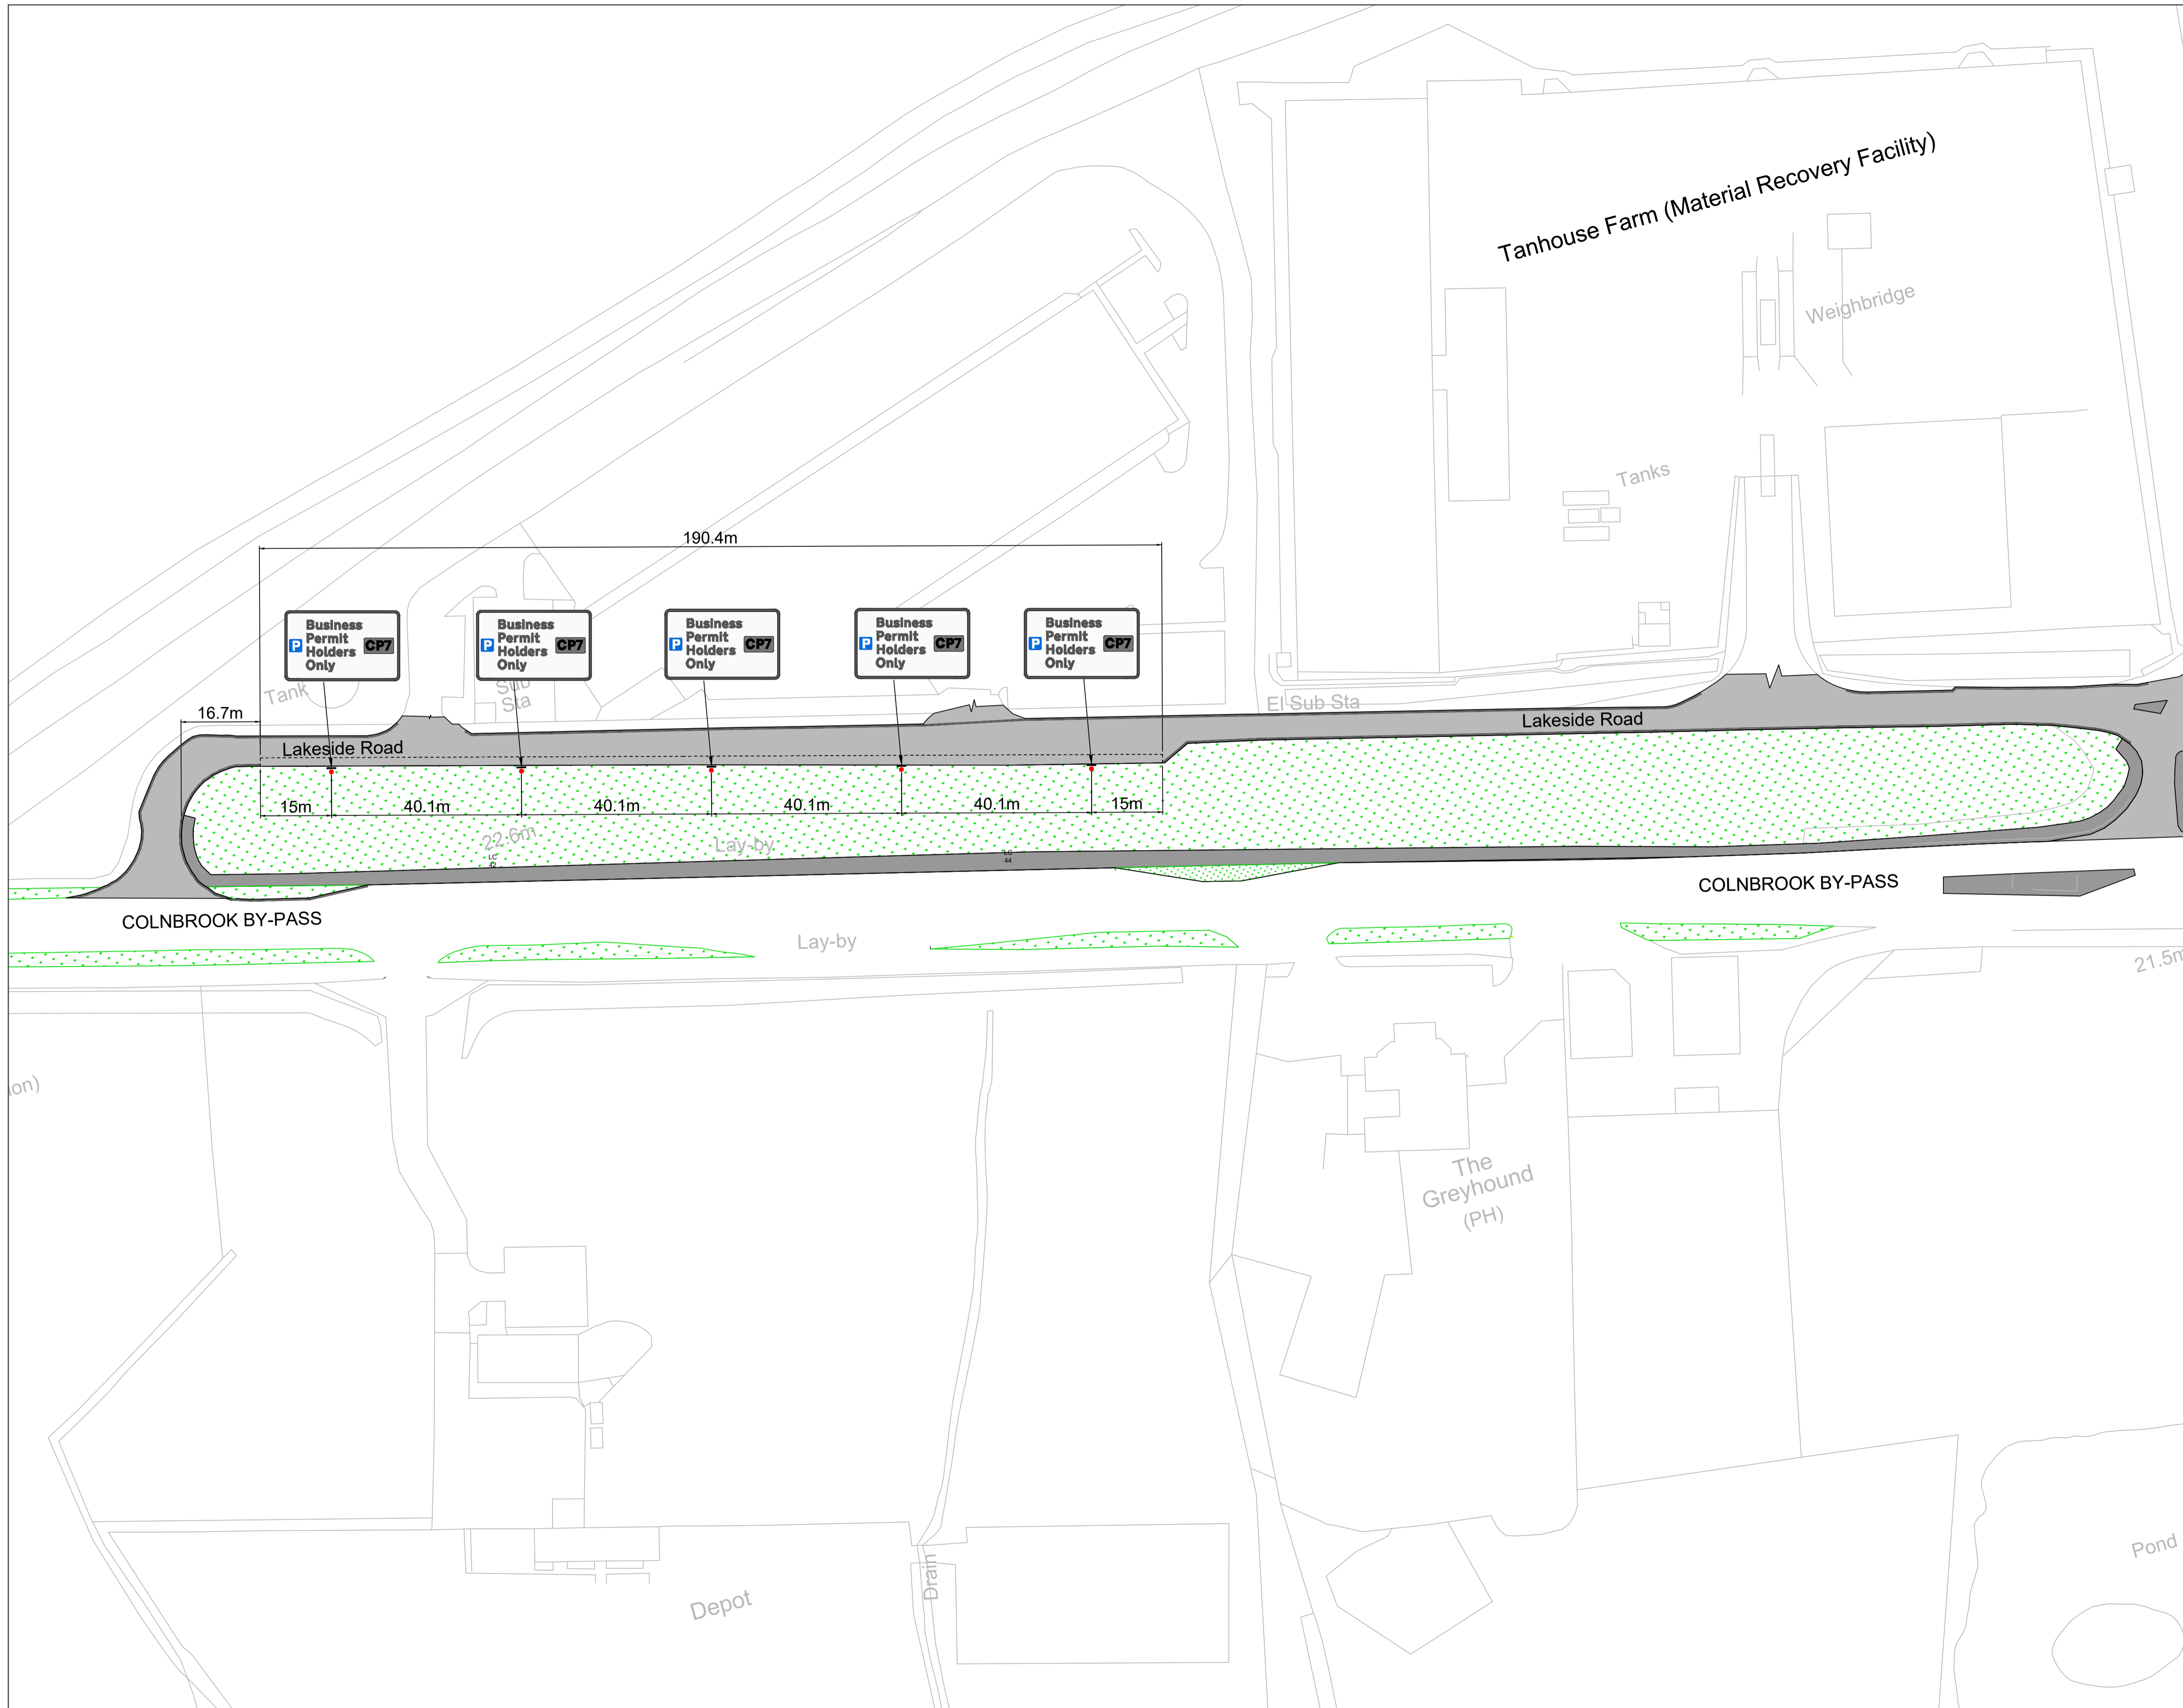 Tanhouse Farm (Material Recovery Facility)
Weighbridge
Tanks
190.4m
Business
Permit
Holders
Only
P
CP7
Business
Permit
Holders
Only
P
CP7
Business
Permit
Holders
Only
P
CP7
Business
Permit
Holders
Only
P
CP7
Business
Permit
Holders
Only
P
CP7
Tank
Sub
Sta
El Sub Sta
16.7m
Lakeside Road
Lakeside Road
15m
40.1m
40.1m
40.1m
40.1m
15m
22.6m
Lay-by
LC
LC
44
COLNBROOK BY-PASS
COLNBROOK BY-PASS
Lay-by
21.5m
ion)
The
Greyhound
(PH)
Drain
Depot
Pond